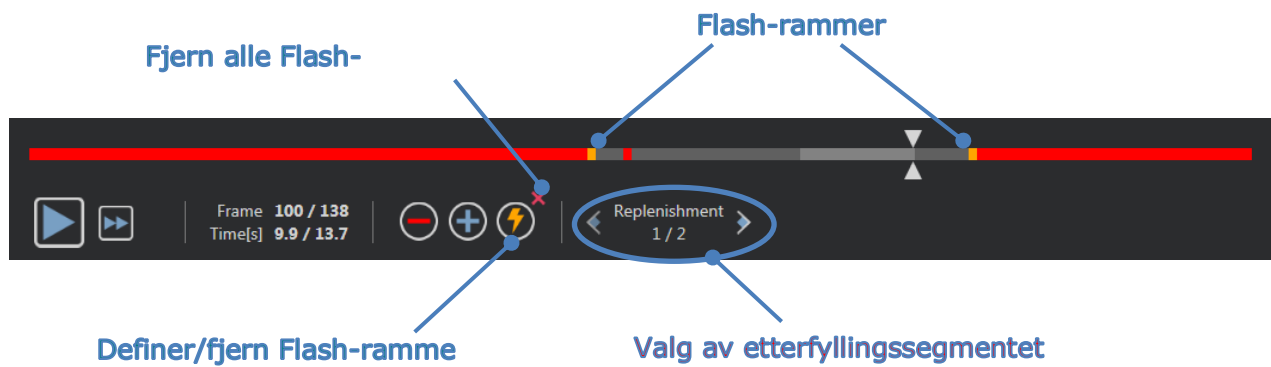 Flash-rammer
Fjern alle Flash-
Frame 100 / 138
Time[s] 9.9 / 13.7
Replenishment
1 / 2
Definer/fjern Flash-ramme
Valg av etterfyllingssegmentet